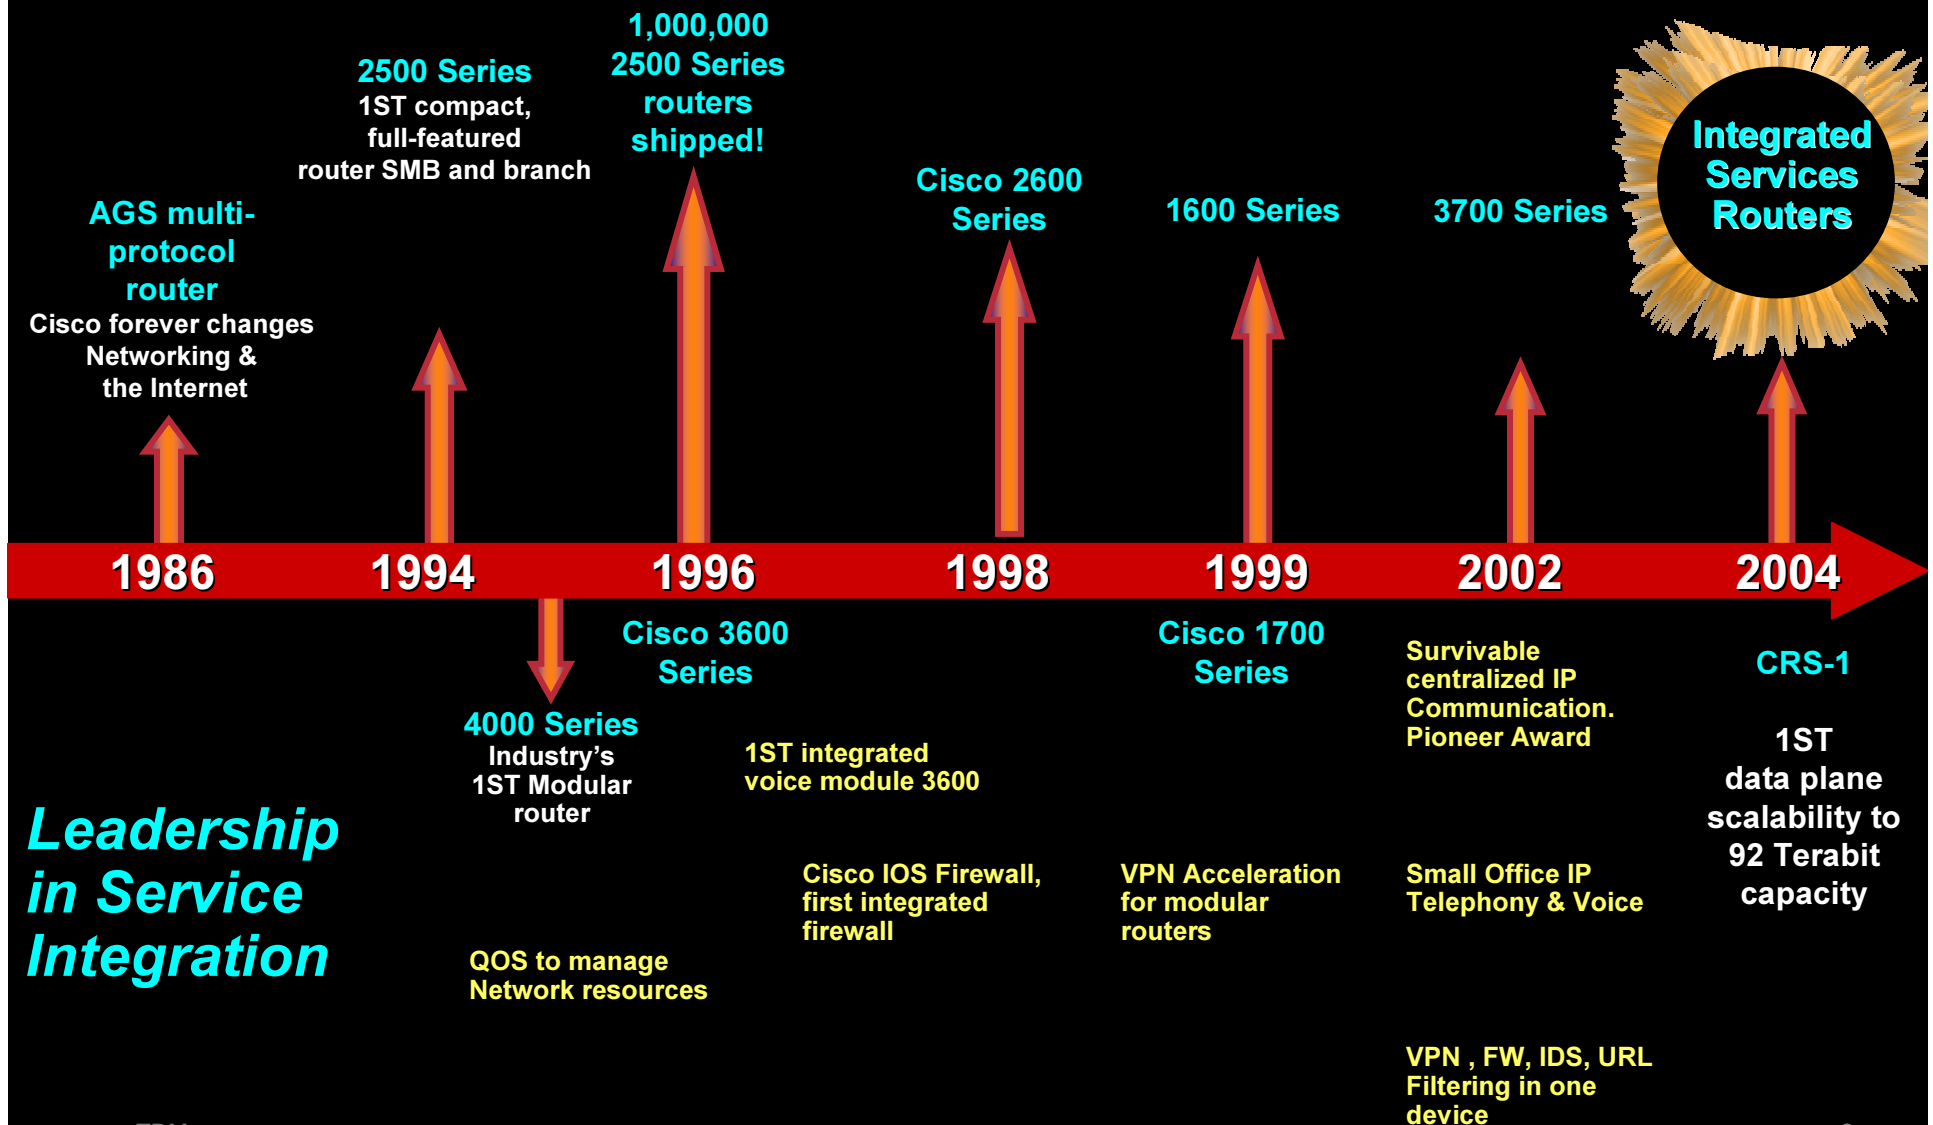 AGS multi-
protocol
router
Cisco forever changes
Networking &
the Internet
2500 Series
1ST compact,
full-featured
router SMB and branch
1,000,000
2500 Series
routers
shipped!
Cisco 2600
Series
1600 Series
3700 Series
Integrated
Services
Routers
1986
1994
1996
1998
1999
2002
2004
4000 Series
Industry’s
1ST Modular
router
Cisco 3600
Series
1ST integrated
voice module 3600
QOS to manage
Network resources
Cisco IOS Firewall,
first integrated
firewall
Cisco 1700
Series
VPN Acceleration
for modular
routers
Survivable
centralized IP
Communication.
Pioneer Award
Small Office IP
Telephony & Voice
VPN , FW, IDS, URL
Filtering in one
device
CRS-1
1ST
data plane
scalability to
92 Terabit
capacity
Leadership
in Service
Integration